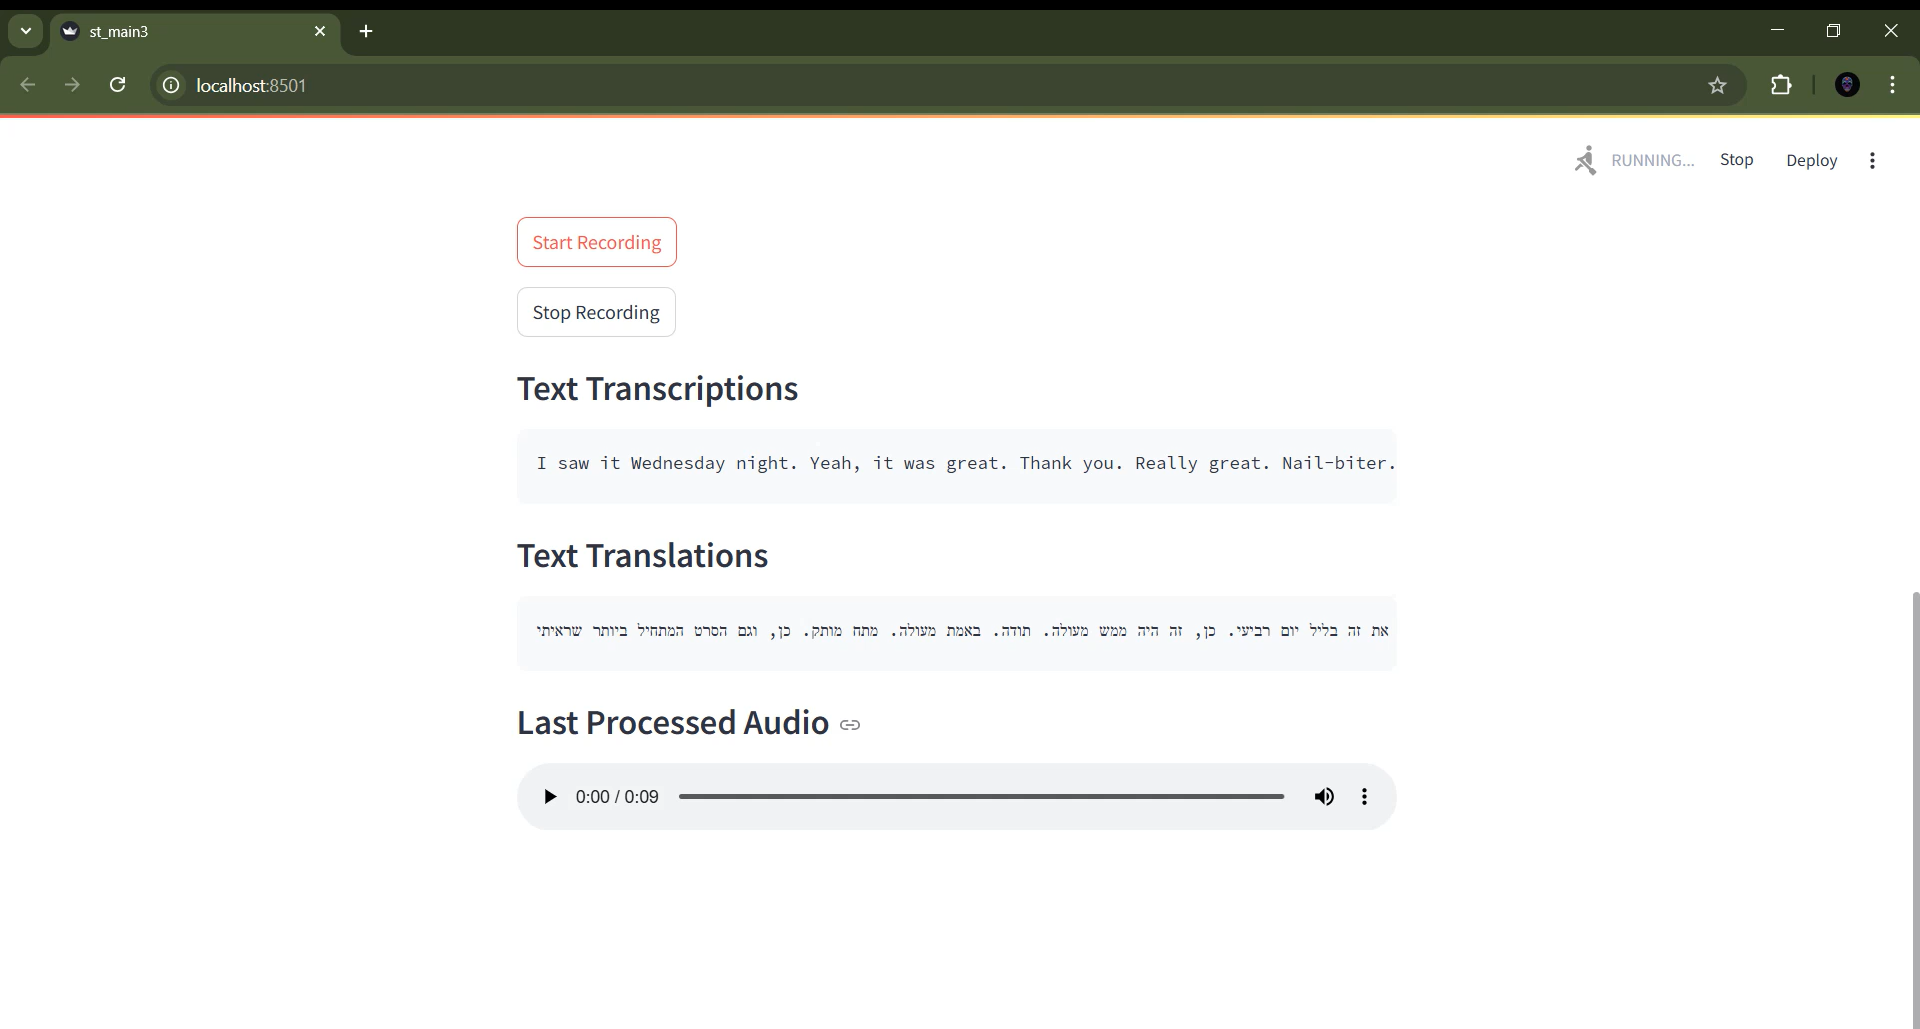 st_main3
localhost:8501
RUNNING...
Stop
Deploy
Start Recording
Stop Recording
Text Transcriptions
I saw it Wednesday night. Yeah, it was great. Thank you. Really great. Nail-biter.
Text Translations
את זה בליל יום רביעי. כן, זה היה ממש מעולה. תודה. באמת מעולה. מתח מותק. כן, וגם הסרט המתחיל ביותר שראיתי
Last Processed Audio
0:00 / 0:09